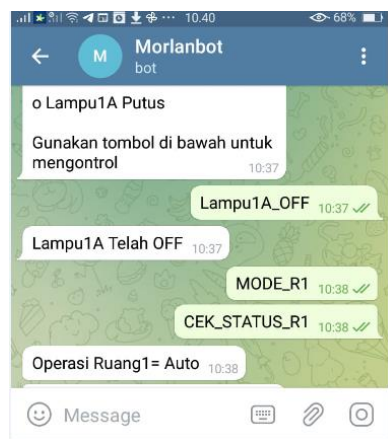 10.40
68%
M
Morlanbot
bot
o Lampu1A Putus
Gunakan tombol di bawah untuk
mengontrol
10:37
Lampu1A_OFF 10:37
Lampu1A Telah OFF 10:37
MODE_R1 10:38
CEK_STATUS_R1 10:38
Operasi Ruang1= Auto 10:38
Message